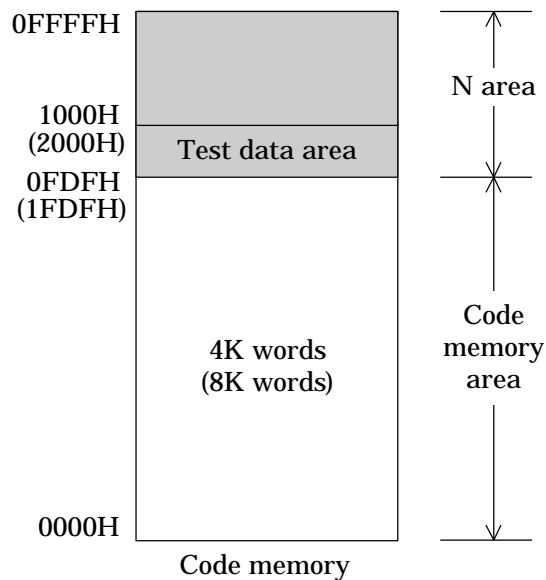 0FFFFH
N area
1000H
(2000H)
Test data area
0FDFH
(1FDFH)
4K words
(8K words)
Code
memory
area
0000H
Code memory